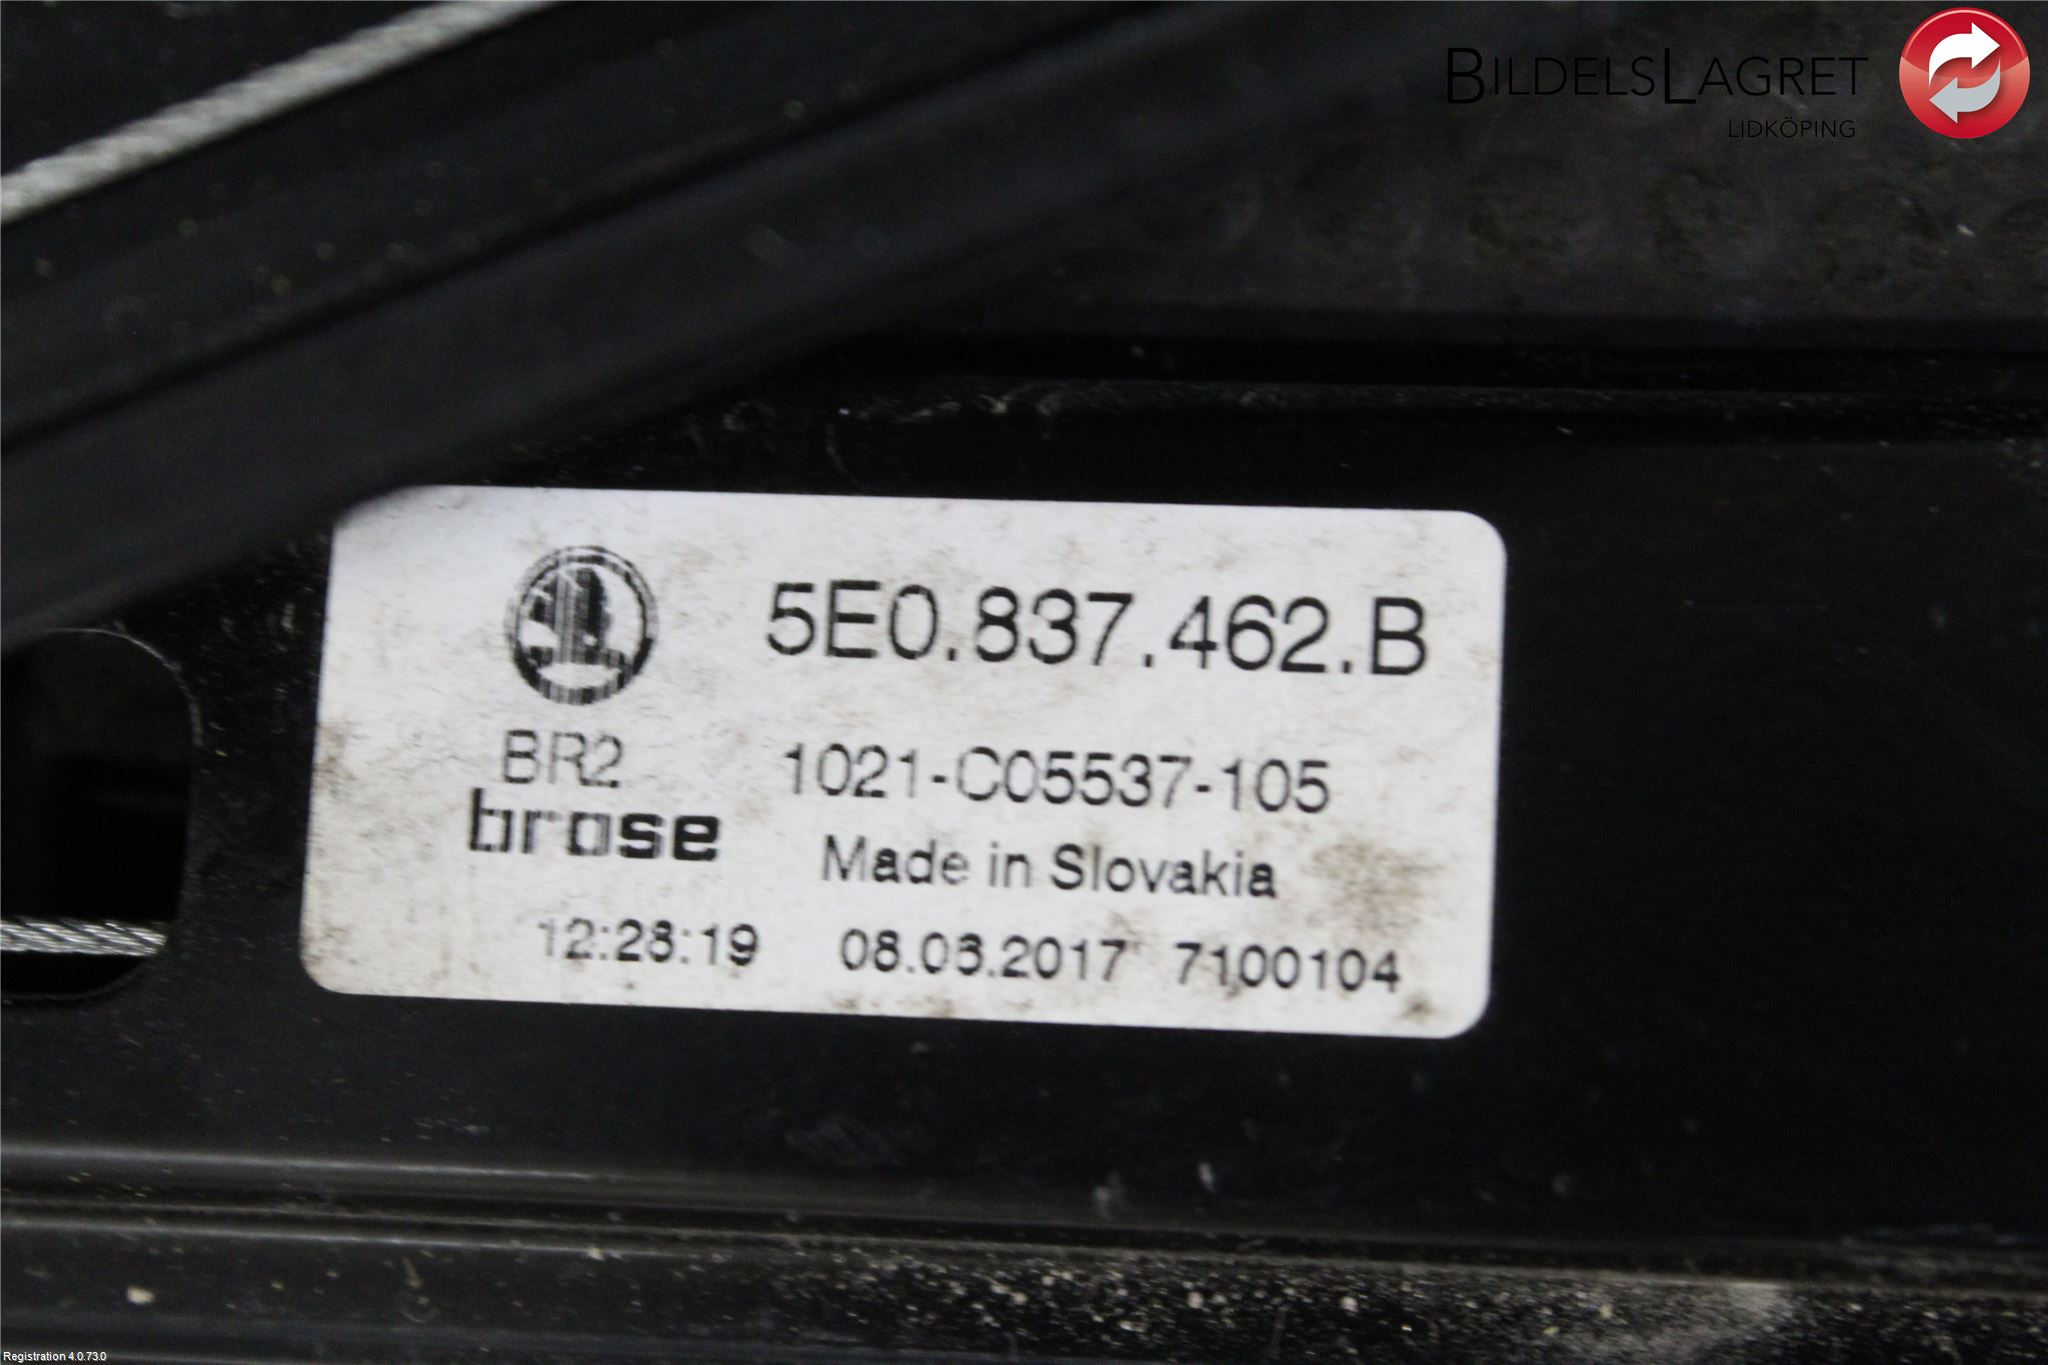 BILDELSLAGRET
LIDKÖPING
5E0.837.462.B
BR2 1021-C05537-105
brose
Made in Slovakia
12:28:19 08.06.2017 7100104
Registration 4.0.73.0